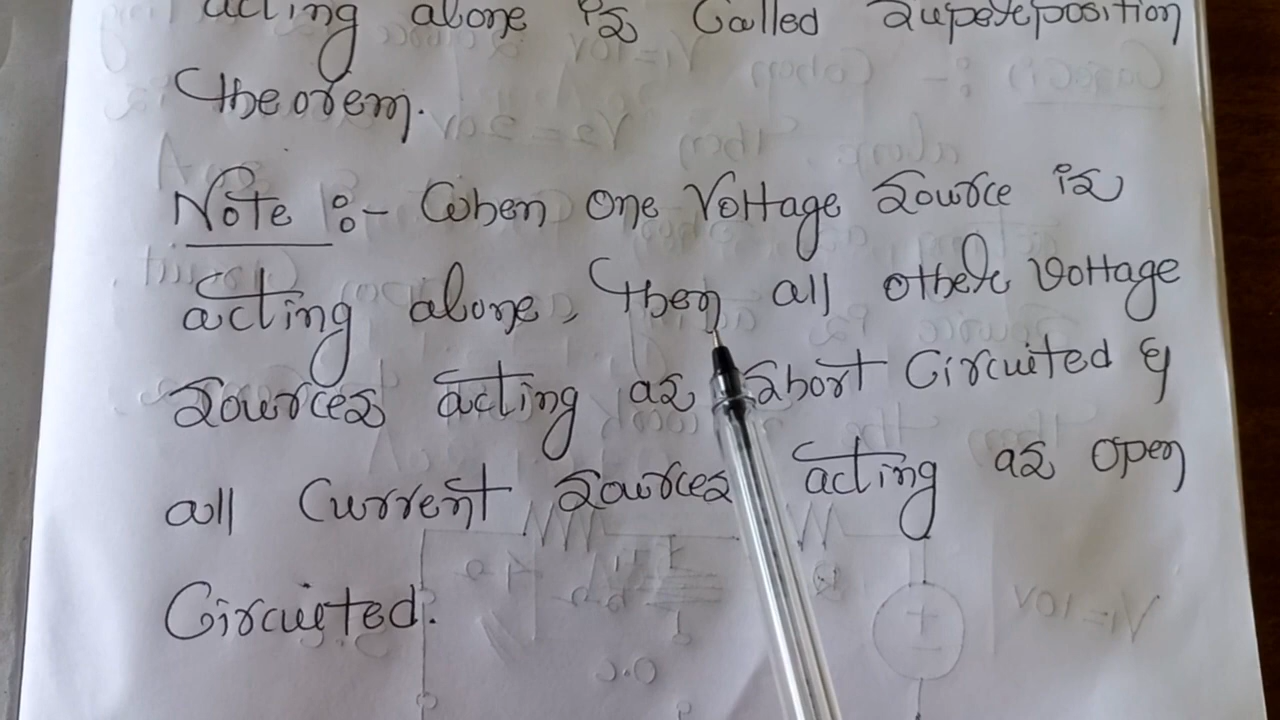 acting alone is Called Superposition
theorem.
Note :- When one Voltage Source is
acting alone, then all other Voltage
Sources acting as Short Circuited &
all Current Sources acting as open
Circuited.